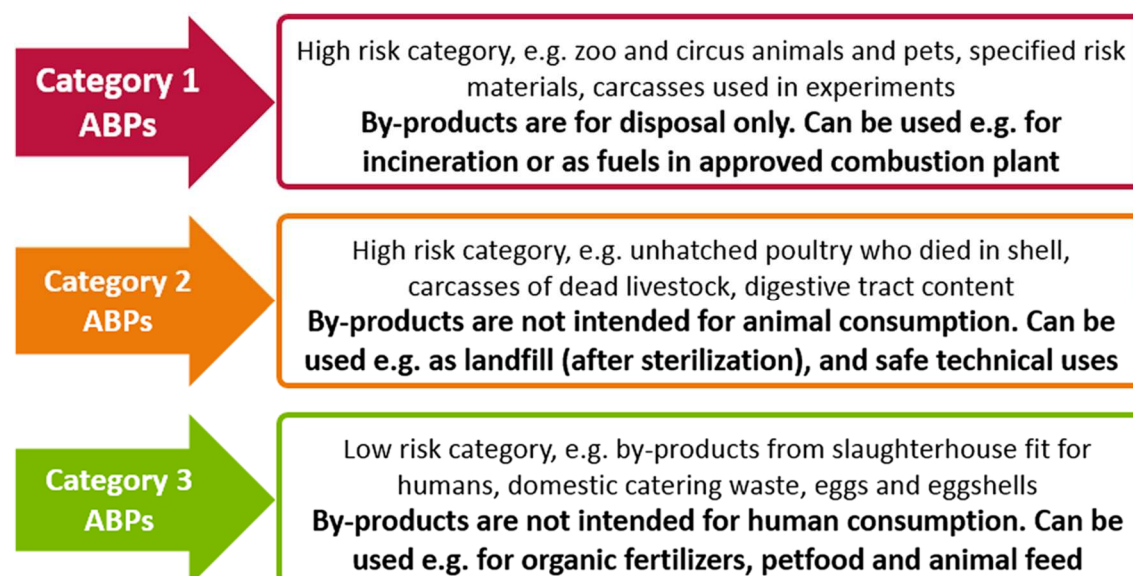 Category 1
ABPs
High risk category, e.g. zoo and circus animals and pets, specified risk
materials, carcasses used in experiments
By-products are for disposal only. Can be used e.g. for
incineration or as fuels in approved combustion plant
Category 2
ABPs
High risk category, e.g. unhatched poultry who died in shell,
carcasses of dead livestock, digestive tract content
By-products are not intended for animal consumption. Can be
used e.g. as landfill (after sterilization), and safe technical uses
Category 3
ABPs
Low risk category, e.g. by-products from slaughterhouse fit for
humans, domestic catering waste, eggs and eggshells
By-products are not intended for human consumption. Can be
used e.g. for organic fertilizers, petfood and animal feed